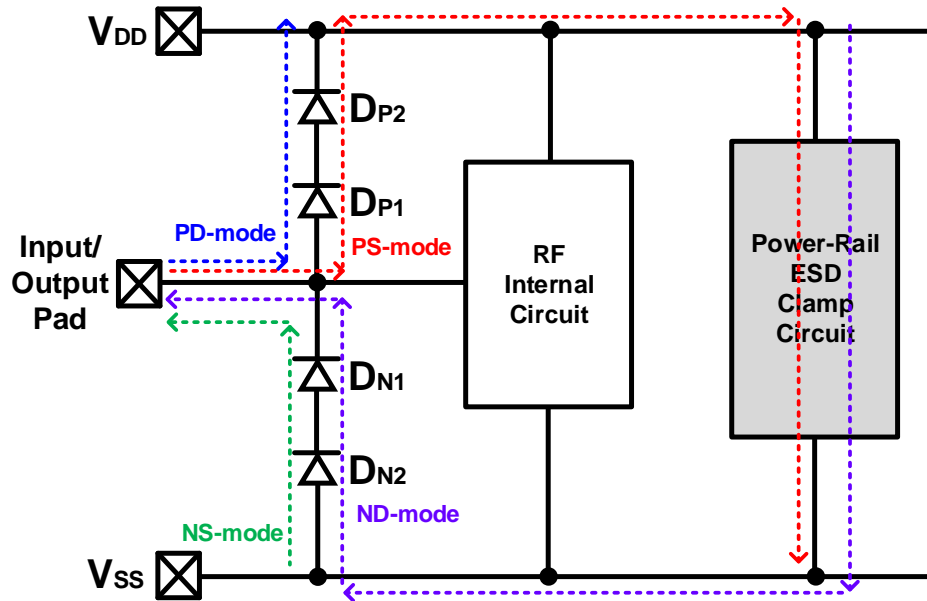 VDD
DP2
DP1
PD-mode
PS-mode
Input/
Output
Pad
RF
Internal
Circuit
Power-Rail
ESD
Clamp
Circuit
DN1
DN2
NS-mode
ND-mode
VSS